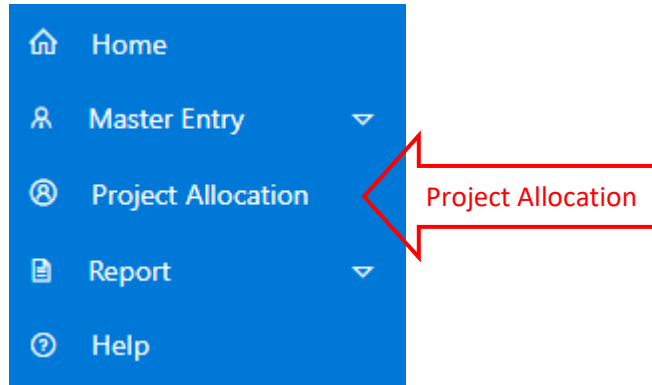 Home
Master Entry
Project Allocation
Project Allocation
Report
Help